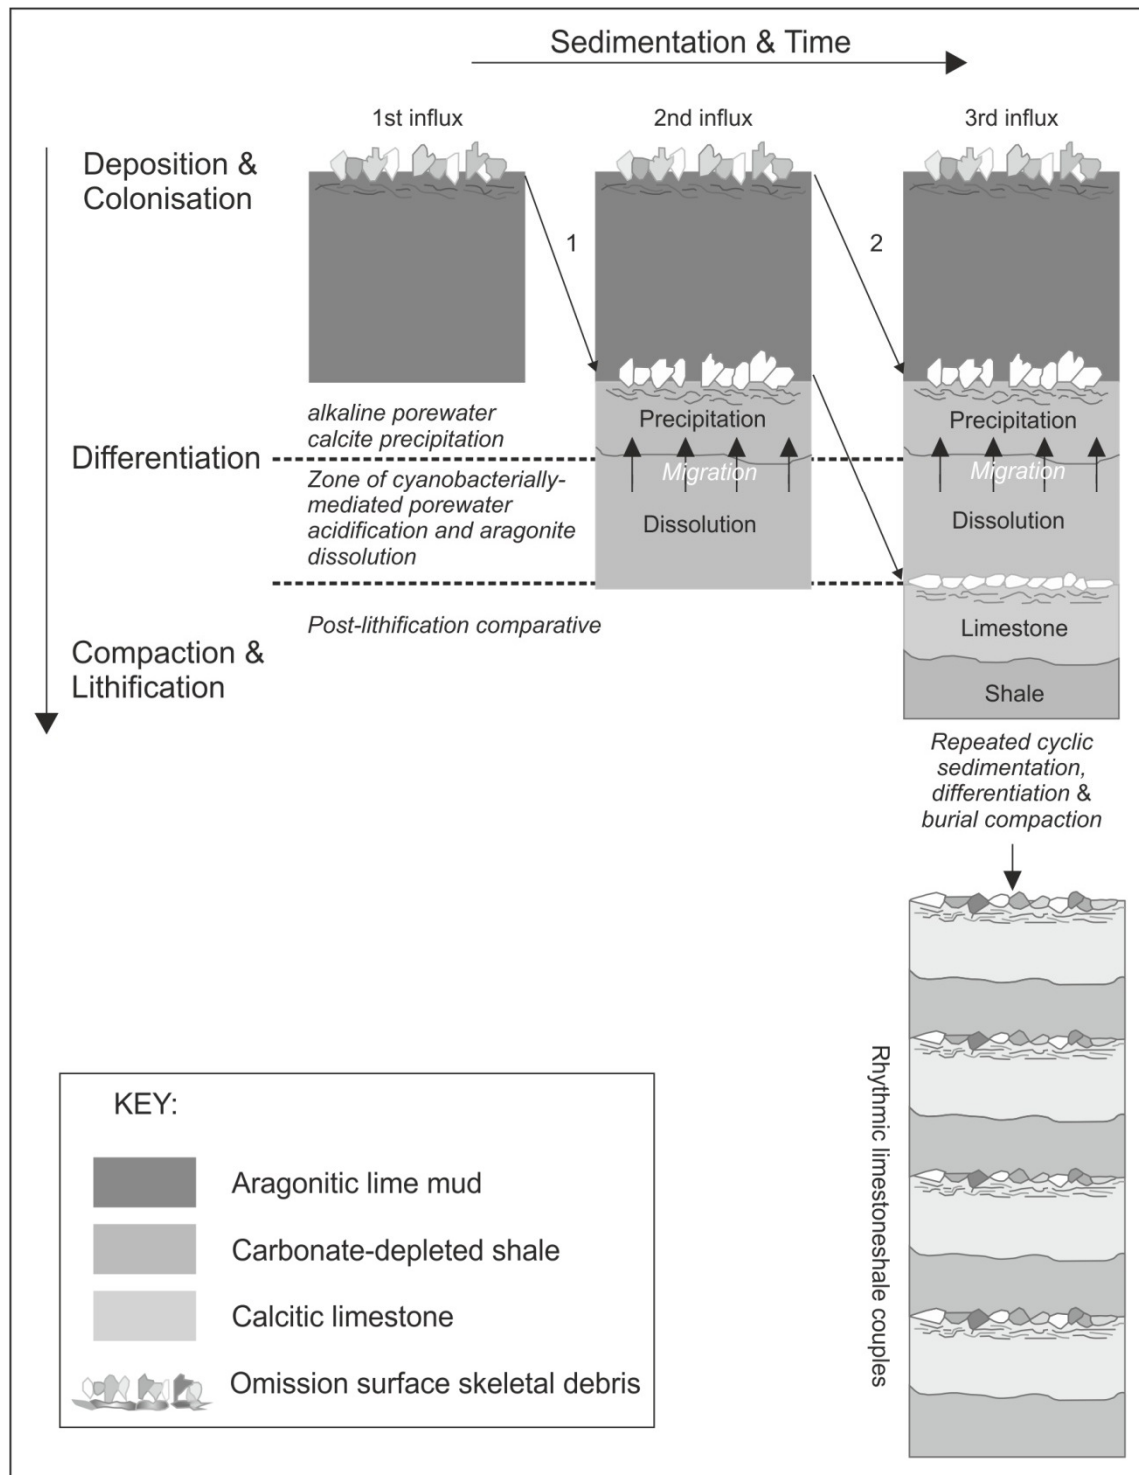 Sedimentation & Time
1st influx
2nd influx
3rd influx
Deposition &
Colonisation
1
2
alkaline porewater
calcite precipitation
Precipitation
Precipitation
Differentiation
Migration
Migration
Zone of cyanobacterially-
mediated porewater
acidification and aragonite
dissolution
Dissolution
Dissolution
Post-lithification comparative
Limestone
Compaction &
Lithification
Shale
Repeated cyclic
sedimentation,
differentiation &
burial compaction
Rhythmic limestoneshale couples
KEY:
Aragonitic lime mud
Carbonate-depleted shale
Calcitic limestone
Omission surface skeletal debris